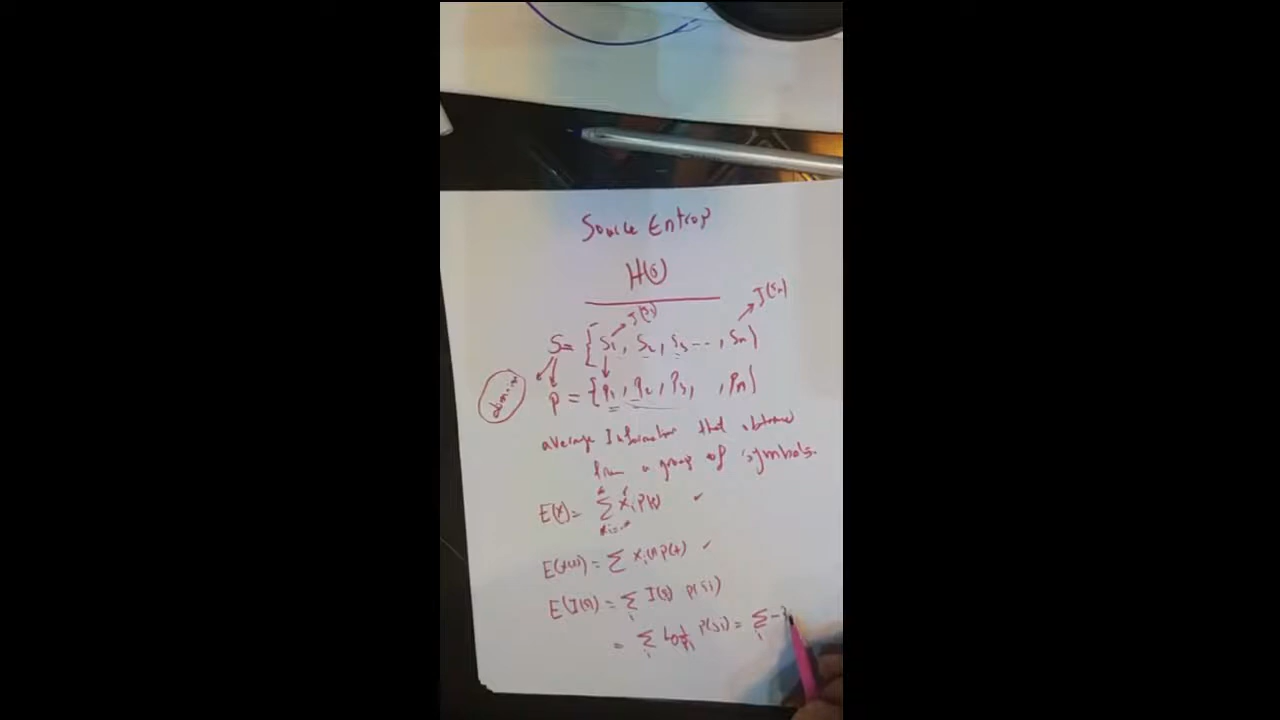 Source Entropy
H(s)
I(s1) I(sn)
S = { S1, S2, S3 --, Sn }
P = { P1, P2, P3, , Pn }
average Information that obtained
from a group of symbols.
E(x) = ∑ xi P(x) ✓
E(x(t)) = ∑ xi(t) p(t) ✓
E(I(s)) = ∑i I(s) p(si)
= ∑i Log 1/pi p(si) = ∑i -